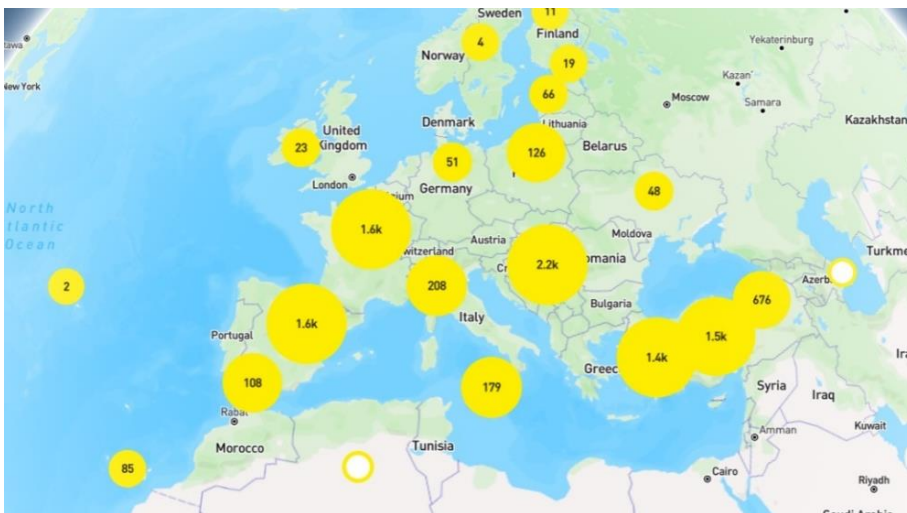 Sweden
11
Finland
4
Norway
Yekaterinburg
19
New York
Kazan'
66
Moscow
Samara
Denmark
Lithuania
Kazakhstan
United
Kingdom
23
126
Belarus
51
London
Germany
48
North
Atlantic
Ocean
1.6k
Austria
Moldova
Switzerland
2.2k
Turkme
2
208
676
Bulgaria
Italy
1.6k
Portugal
1.5k
1.4k
Greec
108
179
Syria
Iraq
Rabat
Kuwait
Amman
Morocco
Tunisia
85
Cairo
Riyadh